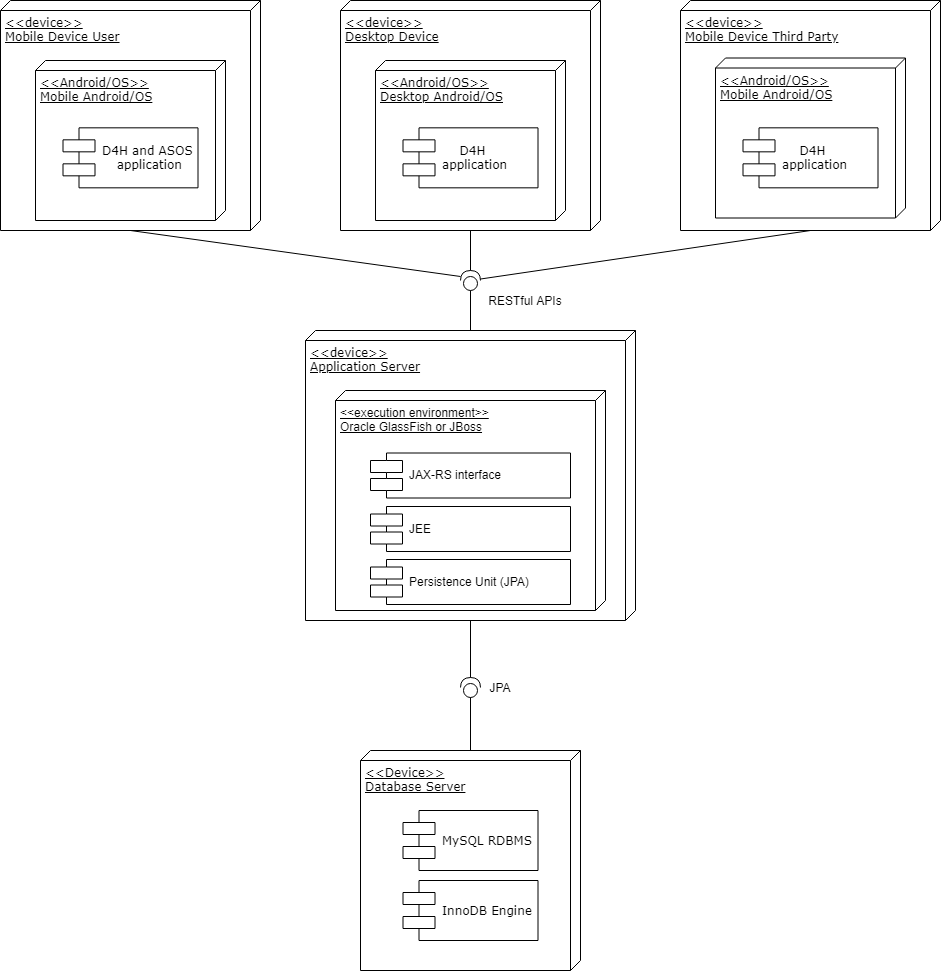 <<device>>
Mobile Device User
<<Android/OS>>
Mobile Android/OS
D4H and ASOS
application
<<device>>
Desktop Device
<<Android/OS>>
Desktop Android/OS
D4H
application
<<device>>
Mobile Device Third Party
<<Android/OS>>
Mobile Android/OS
D4H
application
RESTful APIs
<<device>>
Application Server
<<execution environment>>
Oracle GlassFish or JBoss
JAX-RS interface
JEE
Persistence Unit (JPA)
JPA
<<Device>>
Database Server
MySQL RDBMS
InnoDB Engine